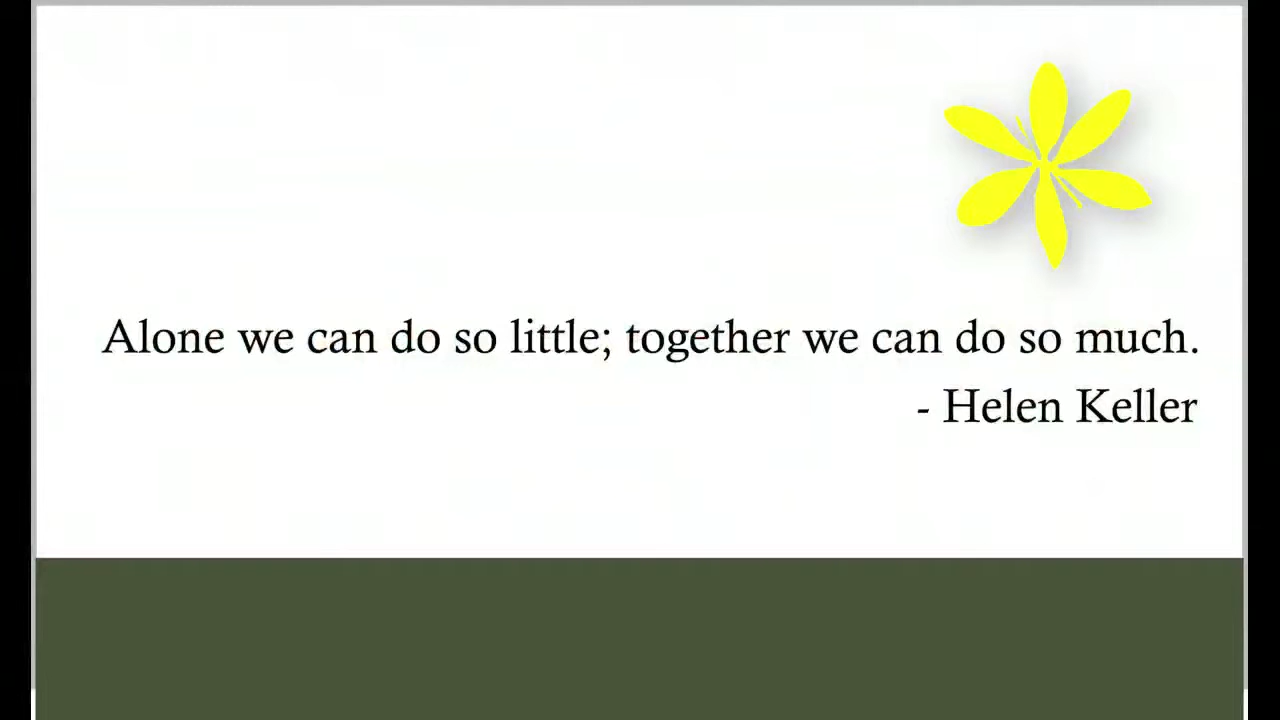 Alone we can do so little; together we can do so much.
- Helen Keller